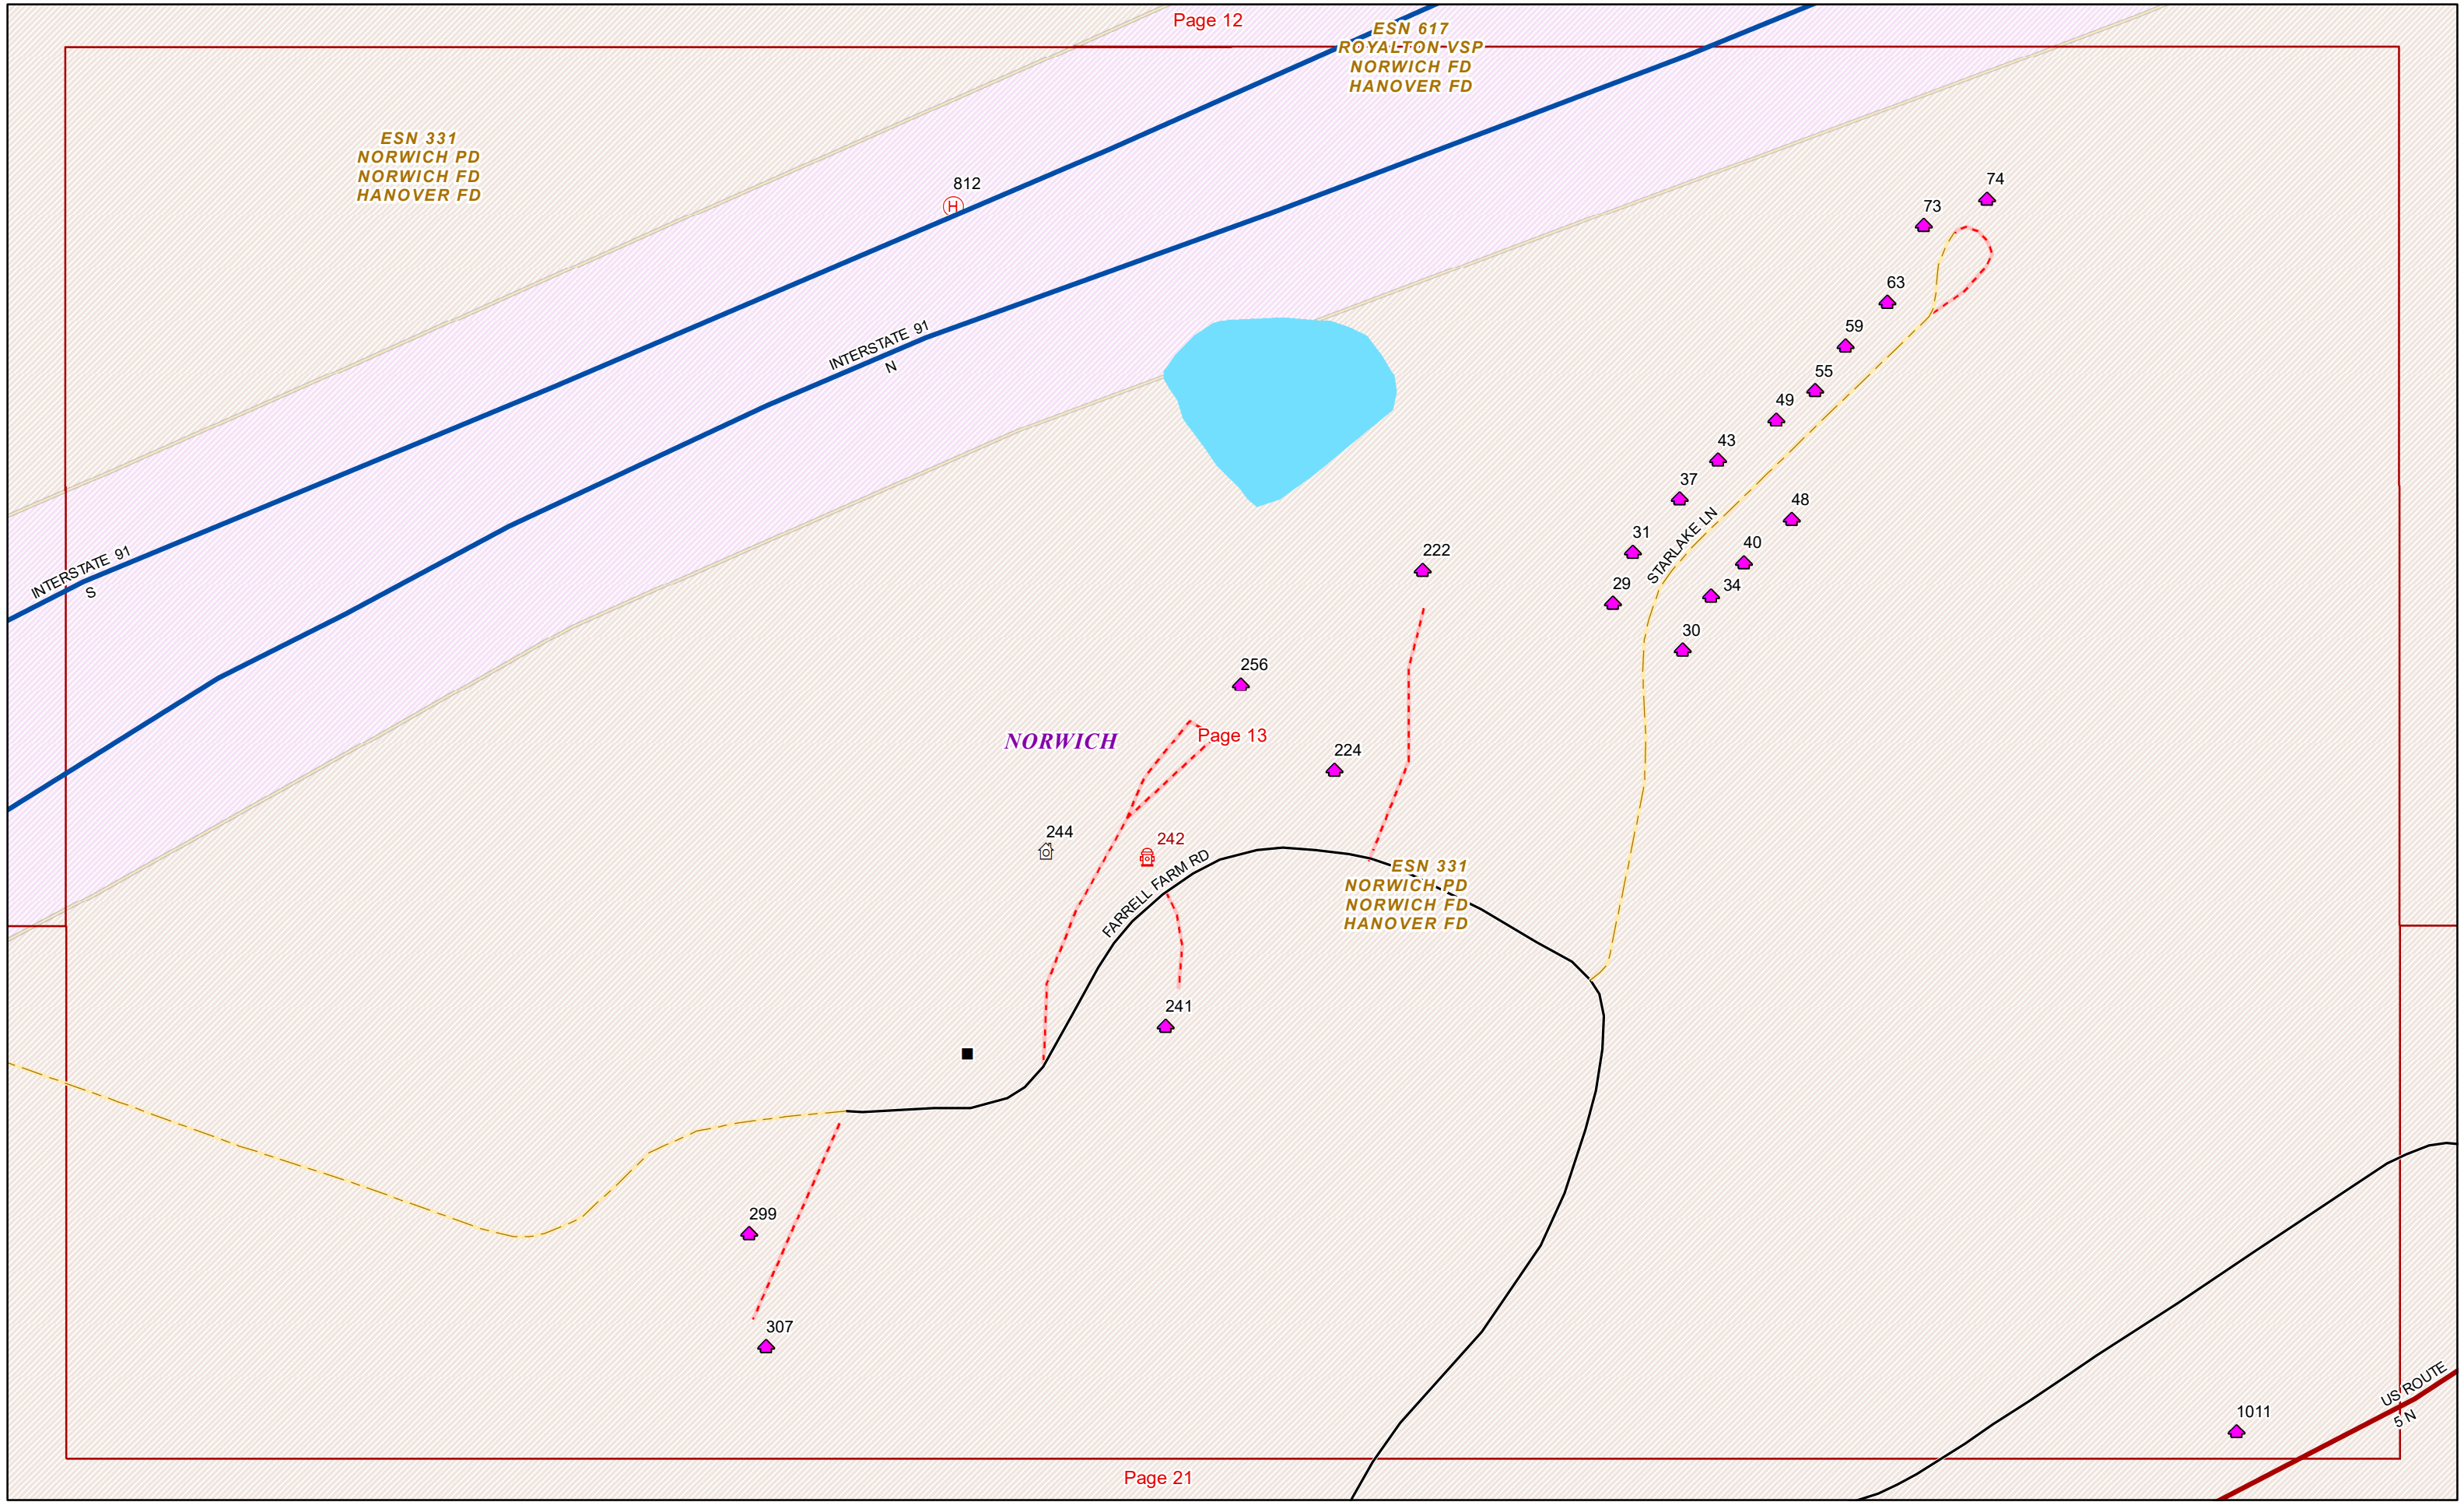 Page 12
ESN 617
ROYALTON VSP
NORWICH FD
HANOVER FD
ESN 331
NORWICH PD
NORWICH FD
HANOVER FD
812
H
74
73
63
59
55
49
43
37
48
31
40
29
34
30
INTERSTATE 91
N
INTERSTATE 91
S
STARLAKE LN
222
256
NORWICH
Page 13
224
244
242
FARRELL FARM RD
ESN 331
NORWICH PD
NORWICH FD
HANOVER FD
241
299
307
US ROUTE
5 N
1011
Page 21